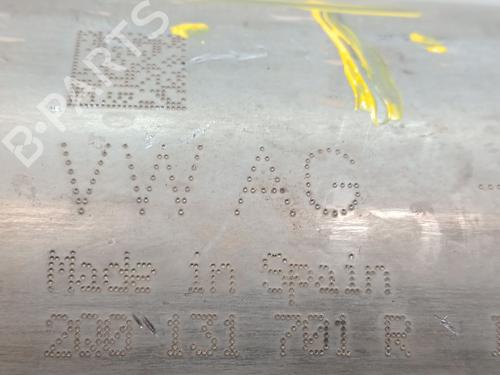 B-PARTS
VW AG
Made in Spain
2Q0 131 701 R